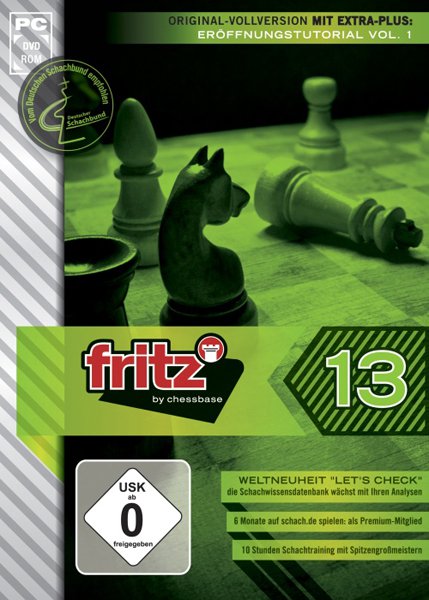 PC
DVD
ROM
ORIGINAL-VOLLVERSION MIT EXTRA-PLUS:
ERÖFFNUNGSTUTORIAL VOL. 1
Vom Deutschen Schachbund empfohlen
Deutscher
Schachbund
fritz
by chessbase
13
WELTNEUHEIT "LET'S CHECK"
die Schachwissensdatenbank wächst mit Ihren Analysen
6 Monate auf schach.de spielen: als Premium-Mitglied
10 Stunden Schachtraining mit Spitzengroßmeistern
USK
ab
0
freigegeben